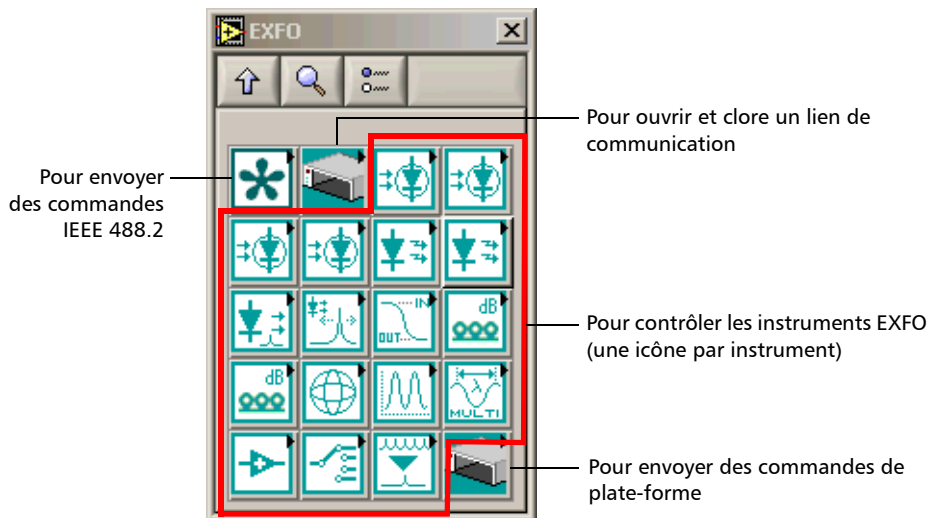 EXFO
Pour ouvrir et clore un lien de
communication
Pour envoyer
des commandes
IEEE 488.2
IN
OUT
dB
Pour contrôler les instruments EXFO
(une icône par instrument)
dB
MULTI
Pour envoyer des commandes de
plate-forme